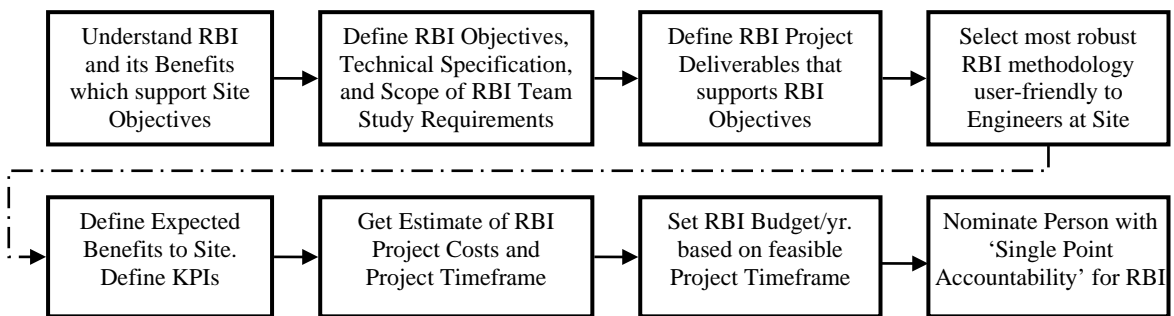 Understand RBI
and its Benefits
which support Site
Objectives
Define RBI Objectives,
Technical Specification,
and Scope of RBI Team
Study Requirements
Define RBI Project
Deliverables that
supports RBI
Objectives
Select most robust
RBI methodology
user-friendly to
Engineers at Site
Define Expected
Benefits to Site.
Define KPIs
Get Estimate of RBI
Project Costs and
Project Timeframe
Set RBI Budget/yr.
based on feasible
Project Timeframe
Nominate Person with
‘Single Point
Accountability’ for RBI